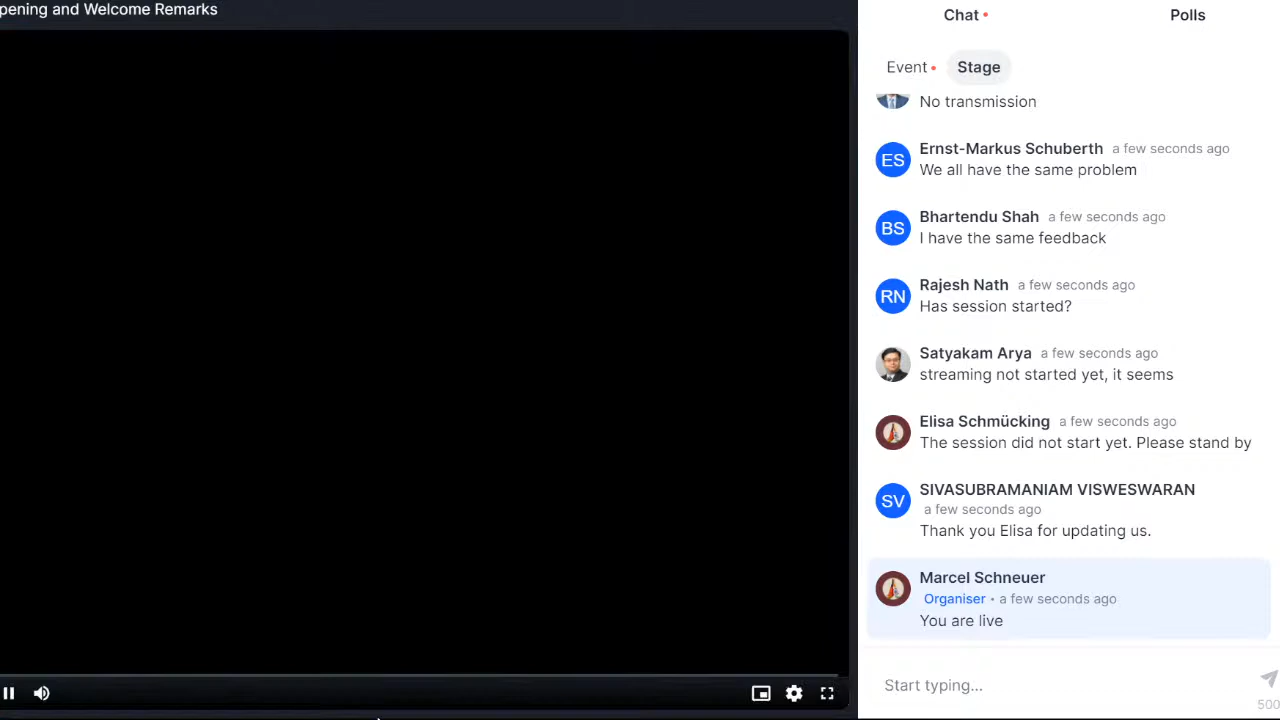 pening and Welcome Remarks
Chat
Polls
Event
Stage
No transmission
ES
Ernst-Markus Schuberth a few seconds ago
We all have the same problem
BS
Bhartendu Shah a few seconds ago
I have the same feedback
RN
Rajesh Nath a few seconds ago
Has session started?
Satyakam Arya a few seconds ago
streaming not started yet, it seems
Elisa Schmücking a few seconds ago
The session did not start yet. Please stand by
SV
SIVASUBRAMANIAM VISWESWARAN
a few seconds ago
Thank you Elisa for updating us.
Marcel Schneuer
Organiser • a few seconds ago
You are live
Start typing...
500